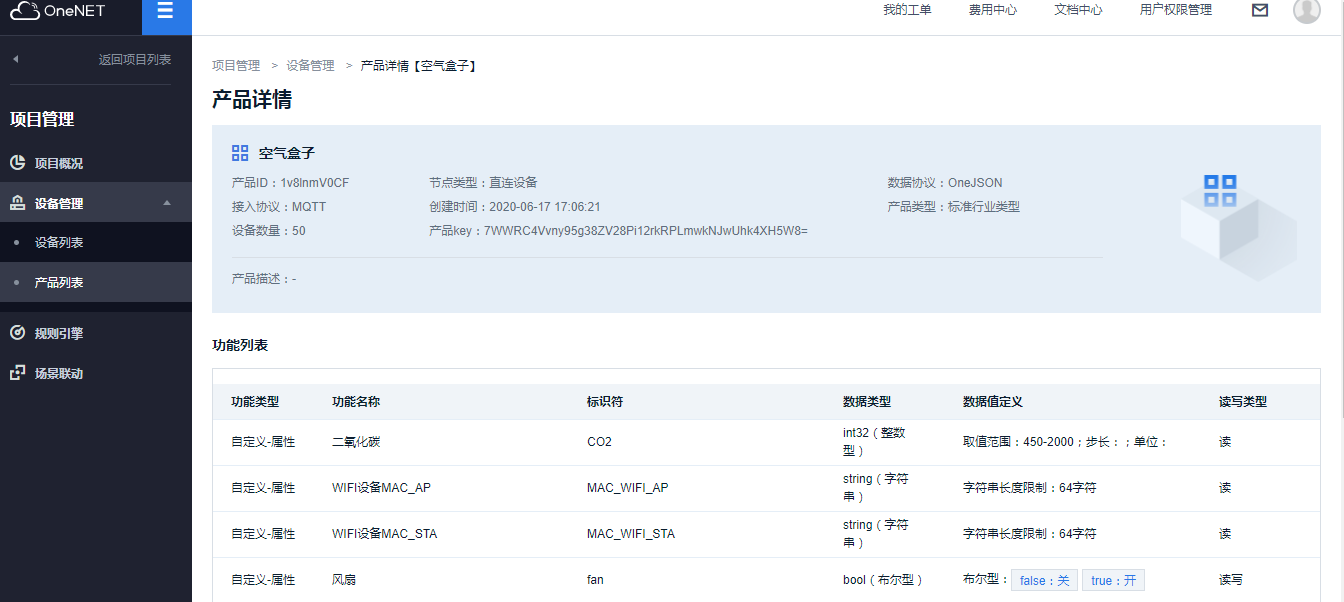 OneNET
我的工单 费用中心 文档中心 用户权限管理
返回项目列表
项目管理
项目概况
设备管理
设备列表
产品列表
规则引擎
场景联动
项目管理 > 设备管理 > 产品详情【空气盒子】
产品详情
空气盒子
产品ID：1v8lnmV0CF 节点类型：直连设备 数据协议：OneJSON
接入协议：MQTT 创建时间：2020-06-17 17:06:21 产品类型：标准行业类型
设备数量：50 产品key：7WWRC4Vvny95g38ZV28Pi12rkRPLmwkNJwUhk4XH5W8=
产品描述：-
功能列表
功能类型 功能名称 标识符 数据类型 数据值定义 读写类型
自定义-属性 二氧化碳 CO2 int32（整数型） 取值范围：450-2000；步长：；单位： 读
自定义-属性 WIFI设备MAC_AP MAC_WIFI_AP string（字符串） 字符串长度限制：64字符 读
自定义-属性 WIFI设备MAC_STA MAC_WIFI_STA string（字符串） 字符串长度限制：64字符 读
自定义-属性 风扇 fan bool（布尔型） 布尔型： false：关 true：开 读写